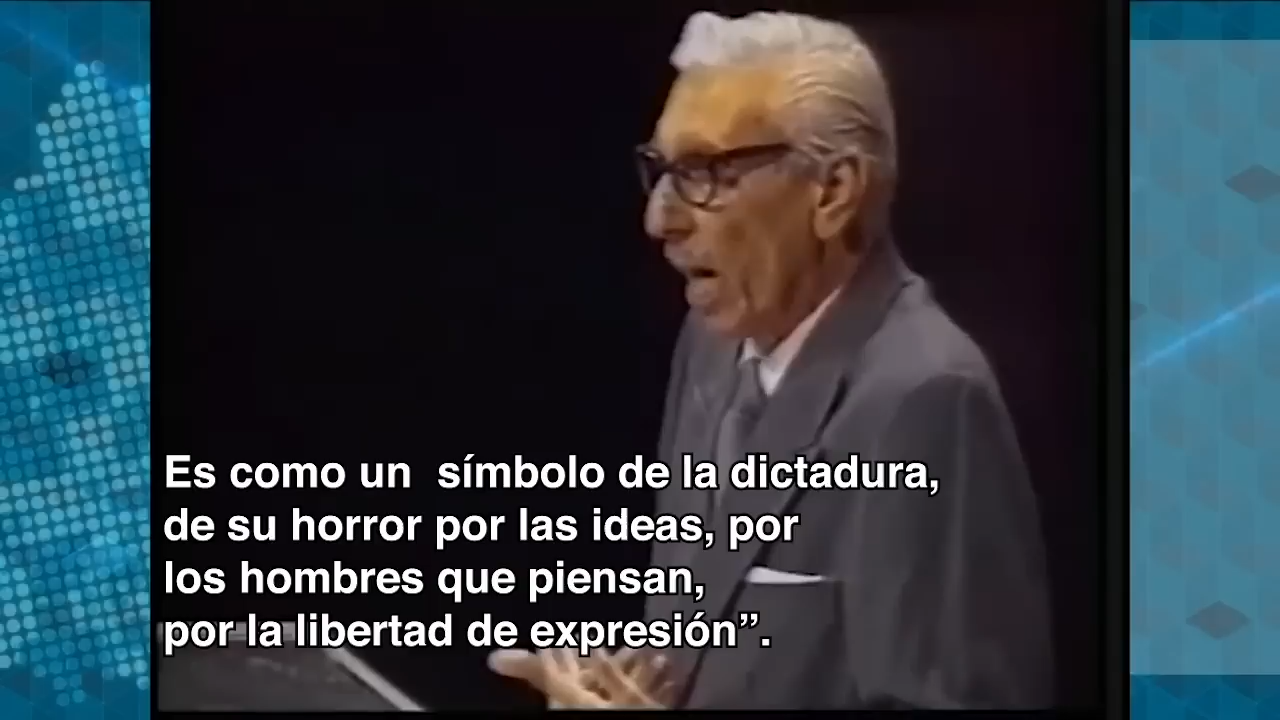 Es como un  símbolo de la dictadura,
de su horror por las ideas, por
los hombres que piensan,
por la libertad de expresión”.